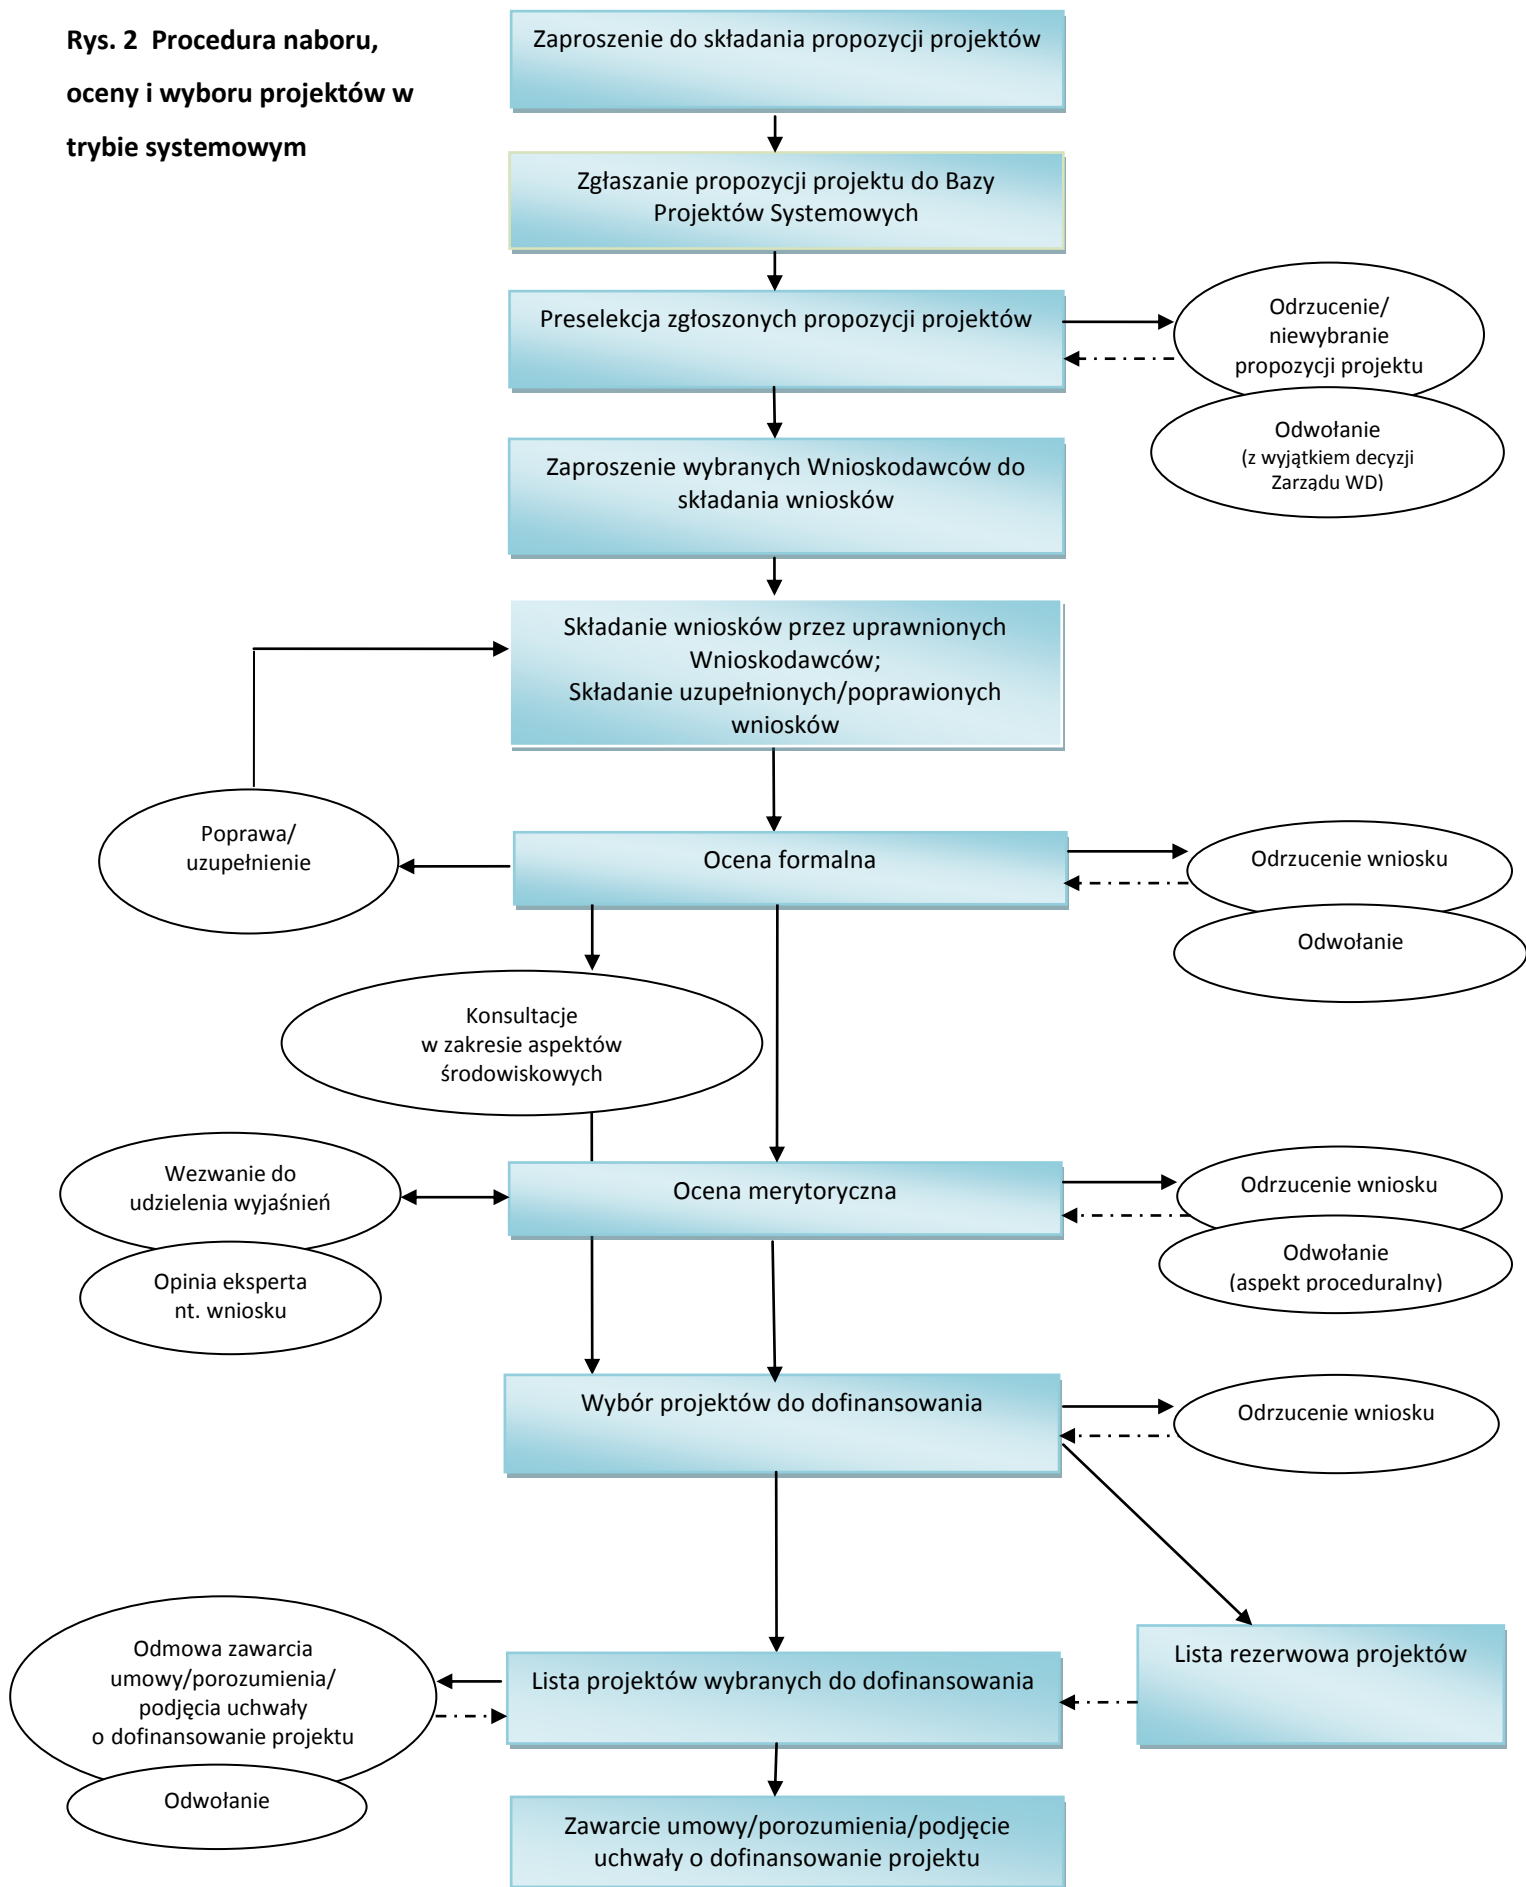 Rys. 2 Procedura naboru,
oceny i wyboru projektów w
trybie systemowym
Zaproszenie do składania propozycji projektów
Zgłaszanie propozycji projektu do Bazy
Projektów Systemowych
Preselekcja zgłoszonych propozycji projektów
Odrzucenie/
niewybranie
propozycji projektu
Odwołanie
(z wyjątkiem decyzji
Zarządu WD)
Zaproszenie wybranych Wnioskodawców do
składania wniosków
Składanie wniosków przez uprawnionych
Wnioskodawców;
Składanie uzupełnionych/poprawionych
wniosków
Poprawa/
uzupełnienie
Ocena formalna
Odrzucenie wniosku
Odwołanie
Konsultacje
w zakresie aspektów
środowiskowych
Wezwanie do
udzielenia wyjaśnień
Opinia eksperta
nt. wniosku
Ocena merytoryczna
Odrzucenie wniosku
Odwołanie
(aspekt proceduralny)
Wybór projektów do dofinansowania
Odrzucenie wniosku
Odmowa zawarcia
umowy/porozumienia/
podjęcia uchwały
o dofinansowanie projektu
Odwołanie
Lista projektów wybranych do dofinansowania
Lista rezerwowa projektów
Zawarcie umowy/porozumienia/podjęcie
uchwały o dofinansowanie projektu